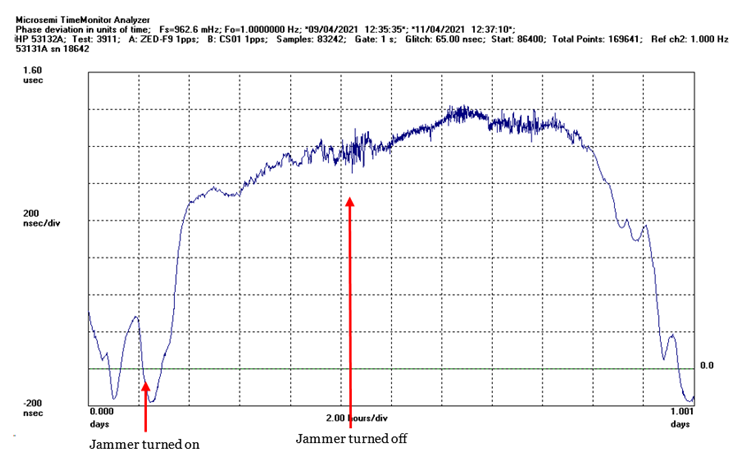 Microsemi TimeMonitor Analyzer
Phase deviation in units of time; Fs=962.6 mHz; Fo=1.0000000 Hz; *09/04/2021 12:35:35*; *11/04/2021 12:37:10*;
HP 53132A; Test: 3911; A: ZED-F9 1pps; B: CS01 1pps; Samples: 83242; Gate: 1 s; Glitch: 65.00 nsec; Start: 86400; Total Points: 169641; Ref ch2: 1.000 Hz
53131A sn 18642
1.60
usec
200
nsec/div
0.0
-200
nsec
0.000
days
2.00 hours/div
1.001
days
Jammer turned on
Jammer turned off